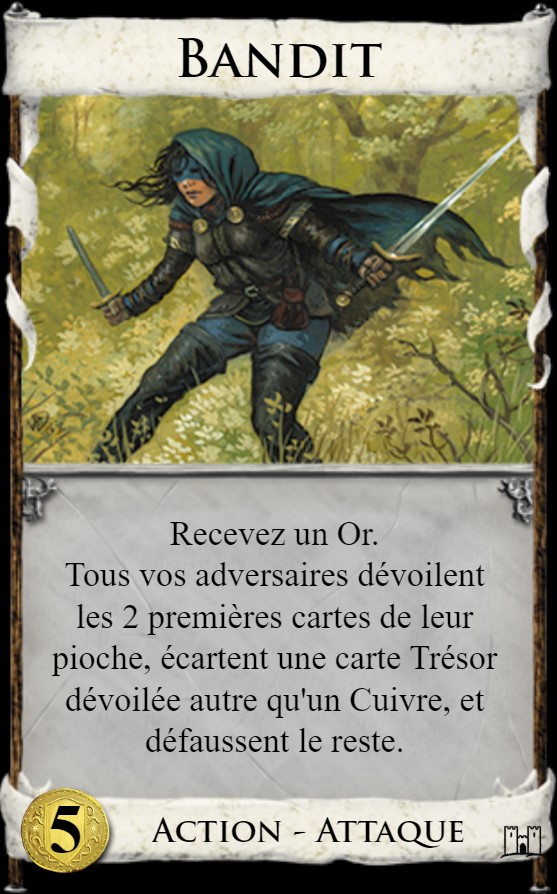 Bandit
Recevez un Or.
Tous vos adversaires dévoilent
les 2 premières cartes de leur
pioche, écartent une carte Trésor
dévoilée autre qu'un Cuivre, et
défaussent le reste.
5
Action - Attaque